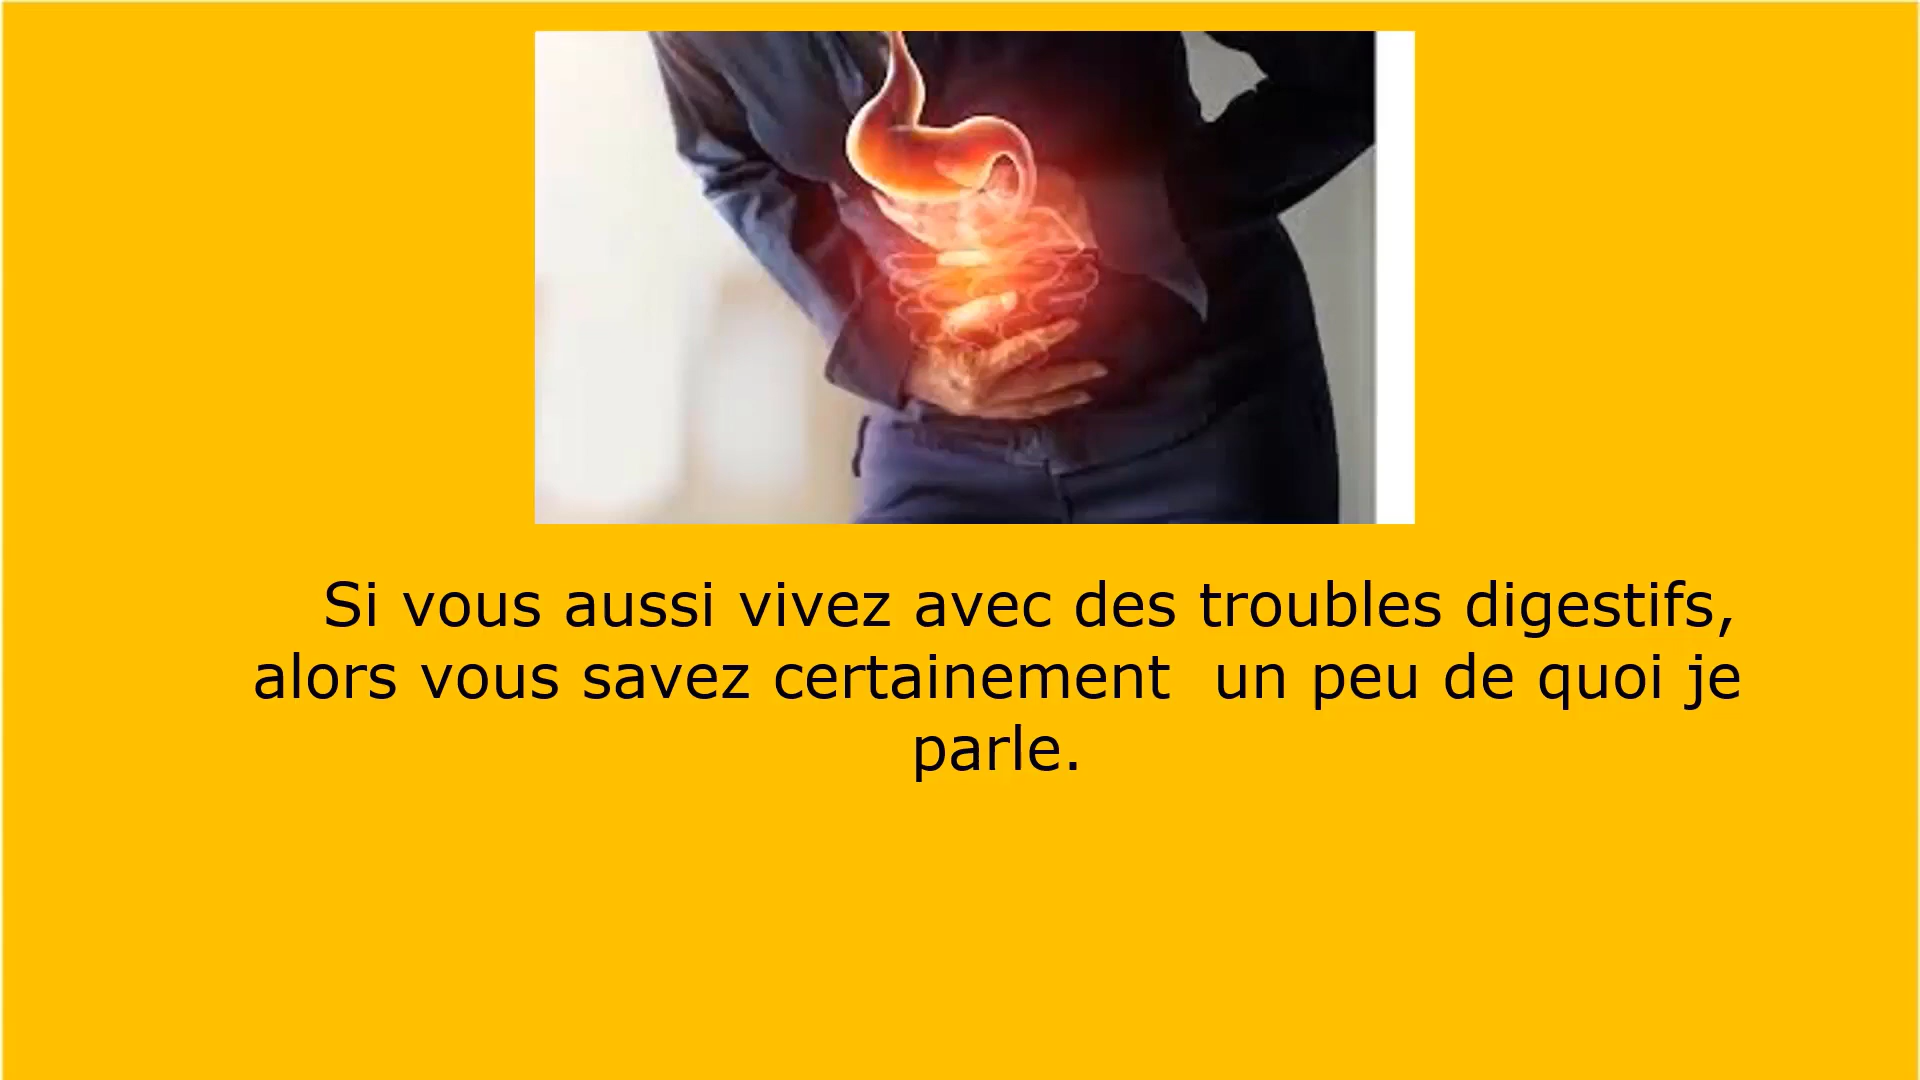 Si vous aussi vivez avec des troubles digestifs,
alors vous savez certainement  un peu de quoi je
parle.